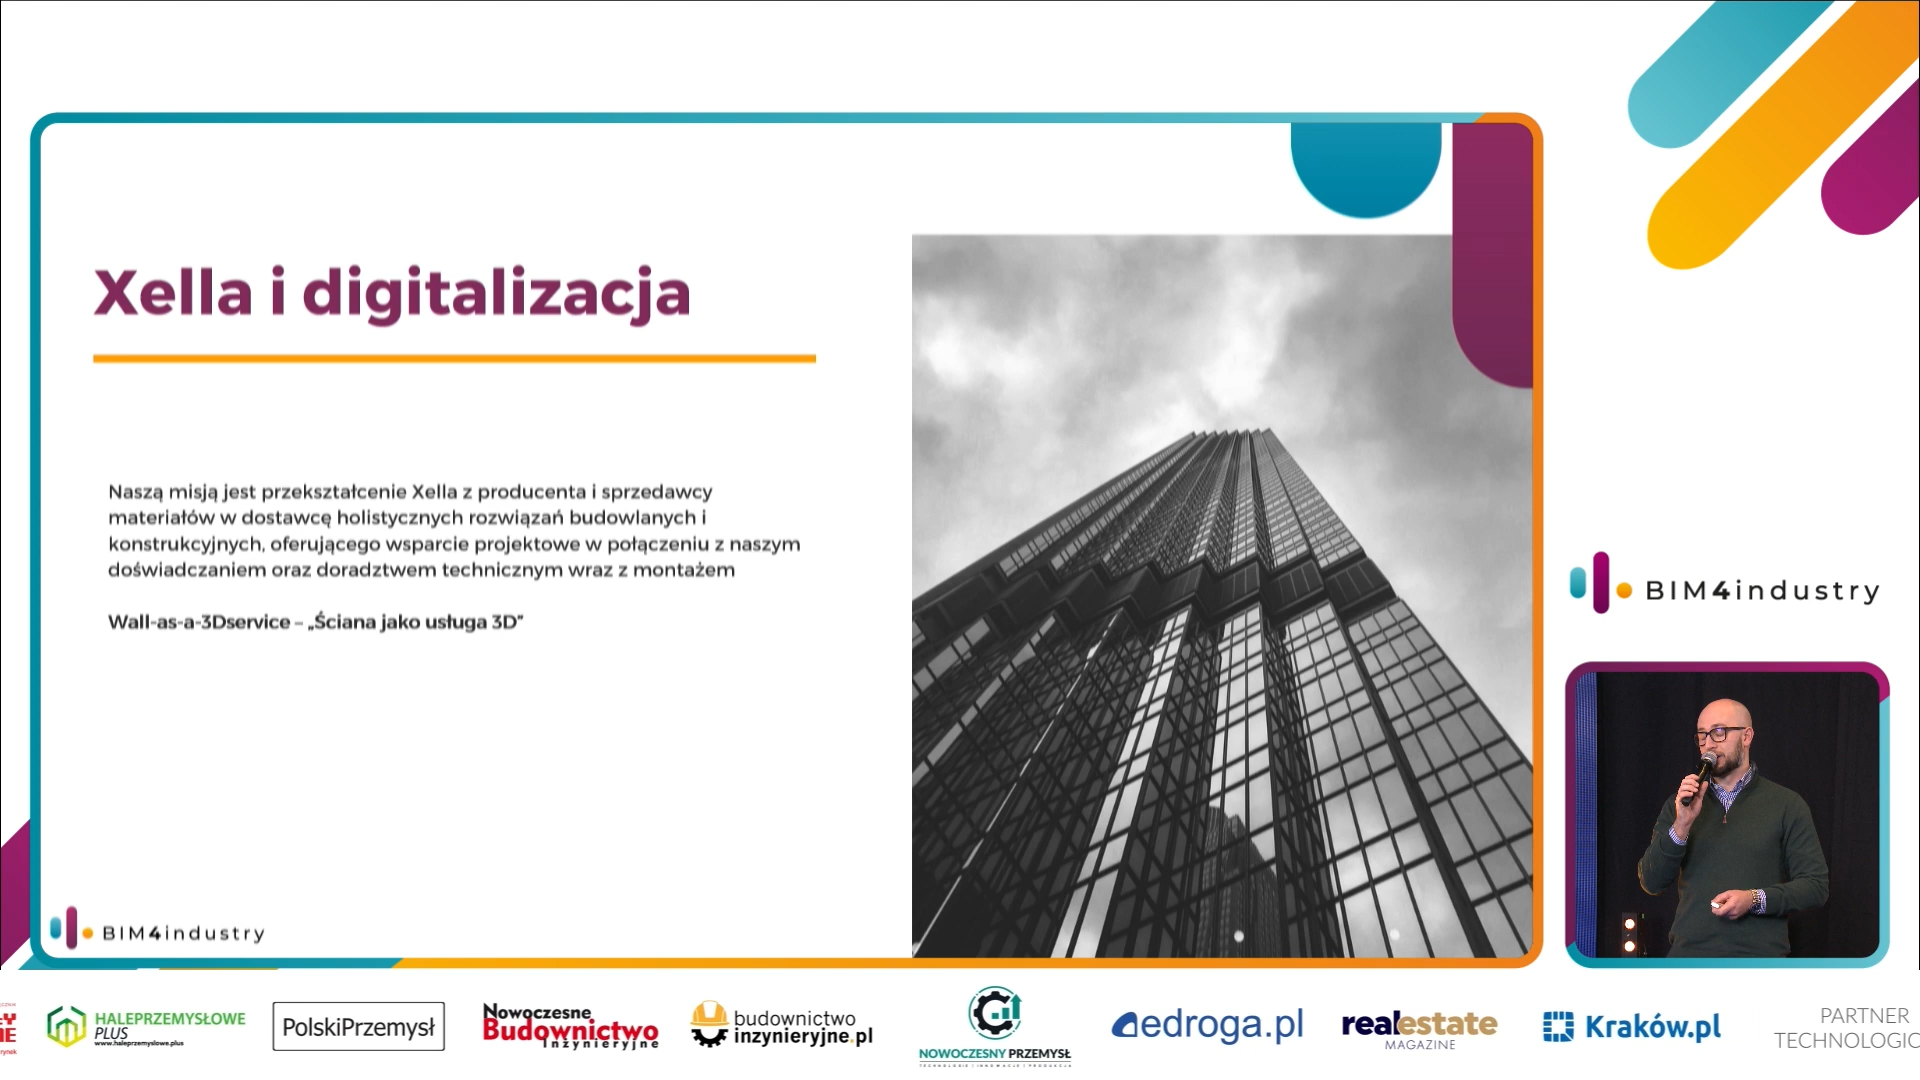 Xella i digitalizacja
Naszą misją jest przekształcenie Xella z producenta i sprzedawcy
materiałów w dostawcę holistycznych rozwiązań budowlanych i
konstrukcyjnych, oferującego wsparcie projektowe w połączeniu z naszym
doświadczaniem oraz doradztwem technicznym wraz z montażem
Wall-as-a-3Dservice – „Ściana jako usługa 3D”
BIM4industry
BIM4industry
HALEPRZEMYSŁOWE
PLUS
www.haleprzemyslowe.plus
PolskiPrzemysł
Nowoczesne
Budownictwo
Inżynieryjne
budownictwo
inzynieryjne.pl
NOWOCZESNY PRZEMYSŁ
TECHNOLOGIE | INNOWACJE | PRODUKCJA
edroga.pl
realestate
MAGAZINE
Kraków.pl
PARTNER
TECHNOLOGIC